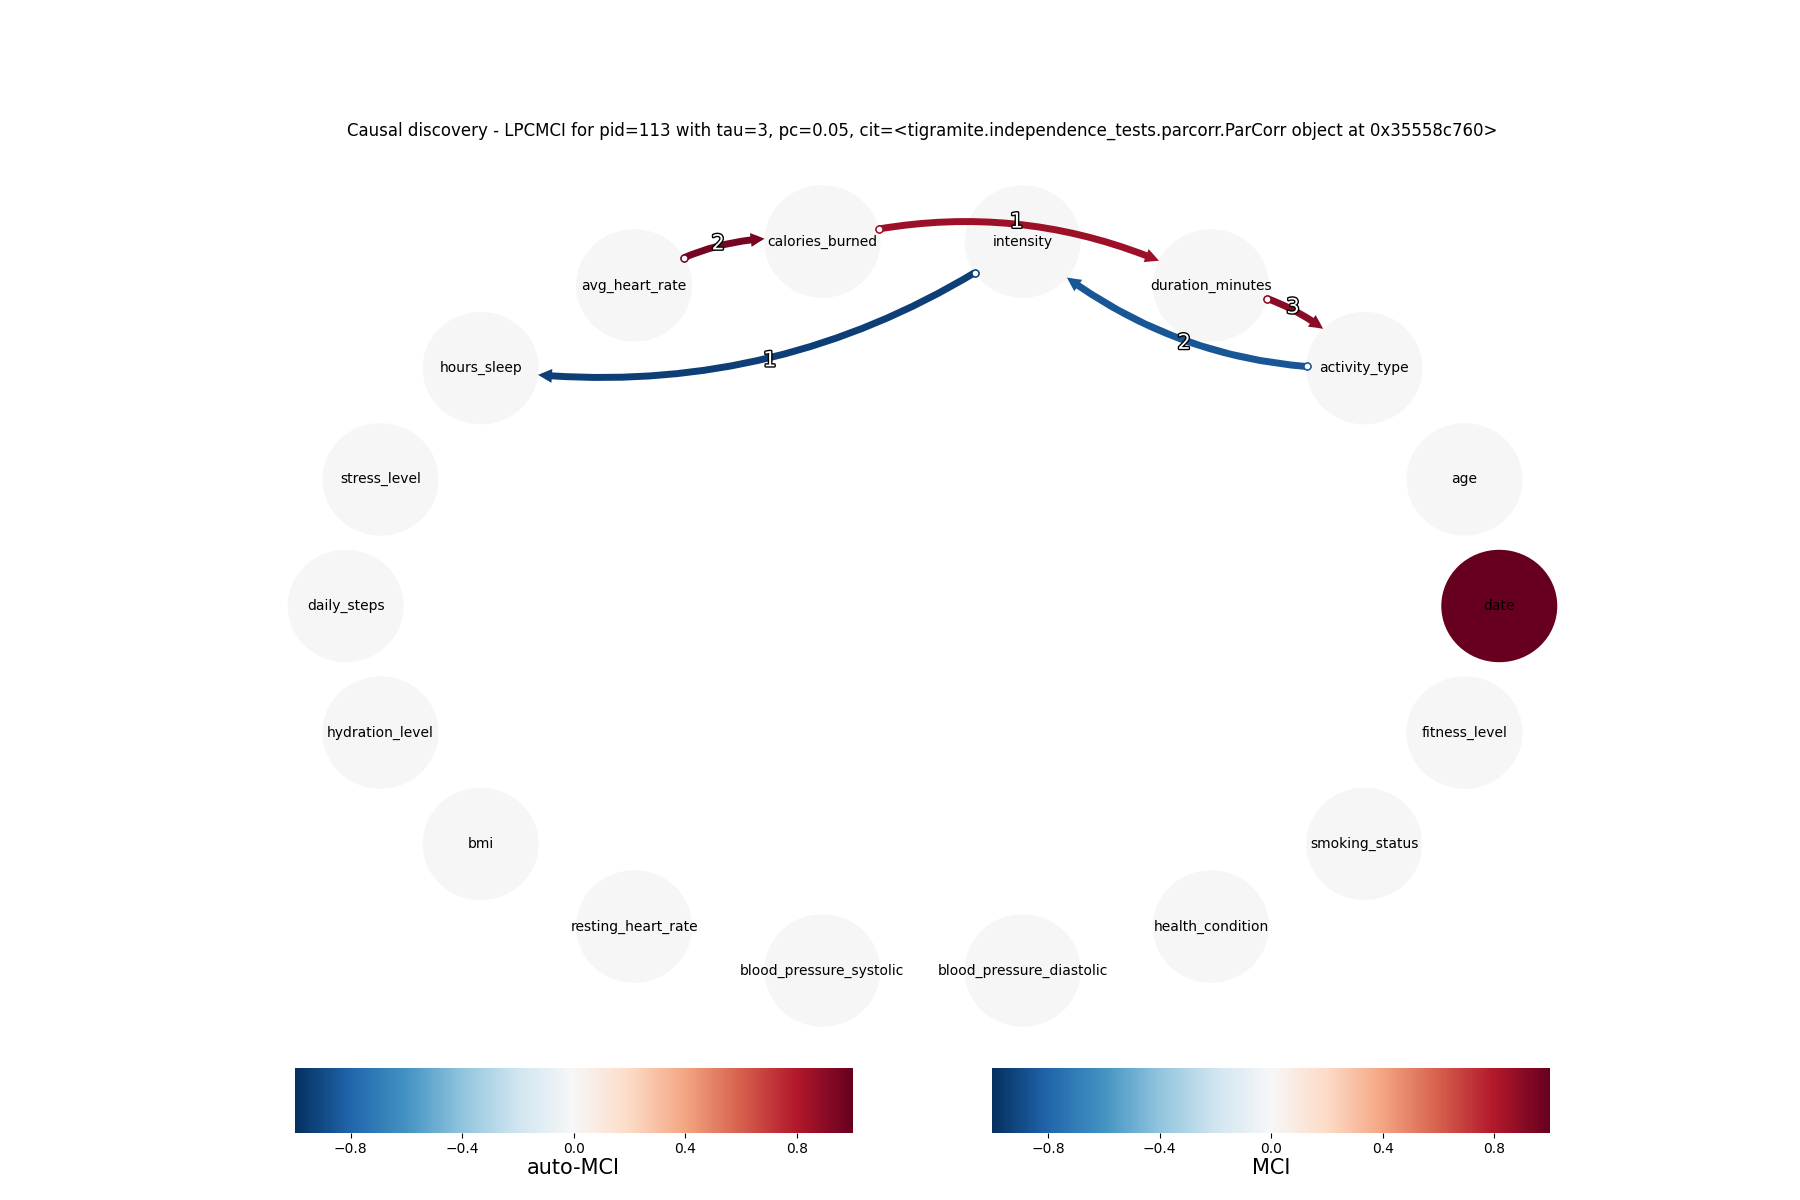 Causal discovery - LPCMCI for pid=113 with tau=3, pc=0.05, cit=<tigramite.independence_tests.parcorr.ParCorr object at 0x35558c760>
1
2
calories_burned
intensity
avg_heart_rate
duration_minutes
3
2
1
hours_sleep
activity_type
stress_level
age
daily_steps
date
hydration_level
fitness_level
bmi
smoking_status
resting_heart_rate
health_condition
blood_pressure_systolic
blood_pressure_diastolic
−0.8 −0.4 0.0 0.4 0.8
auto-MCI
−0.8 −0.4 0.0 0.4 0.8
MCI